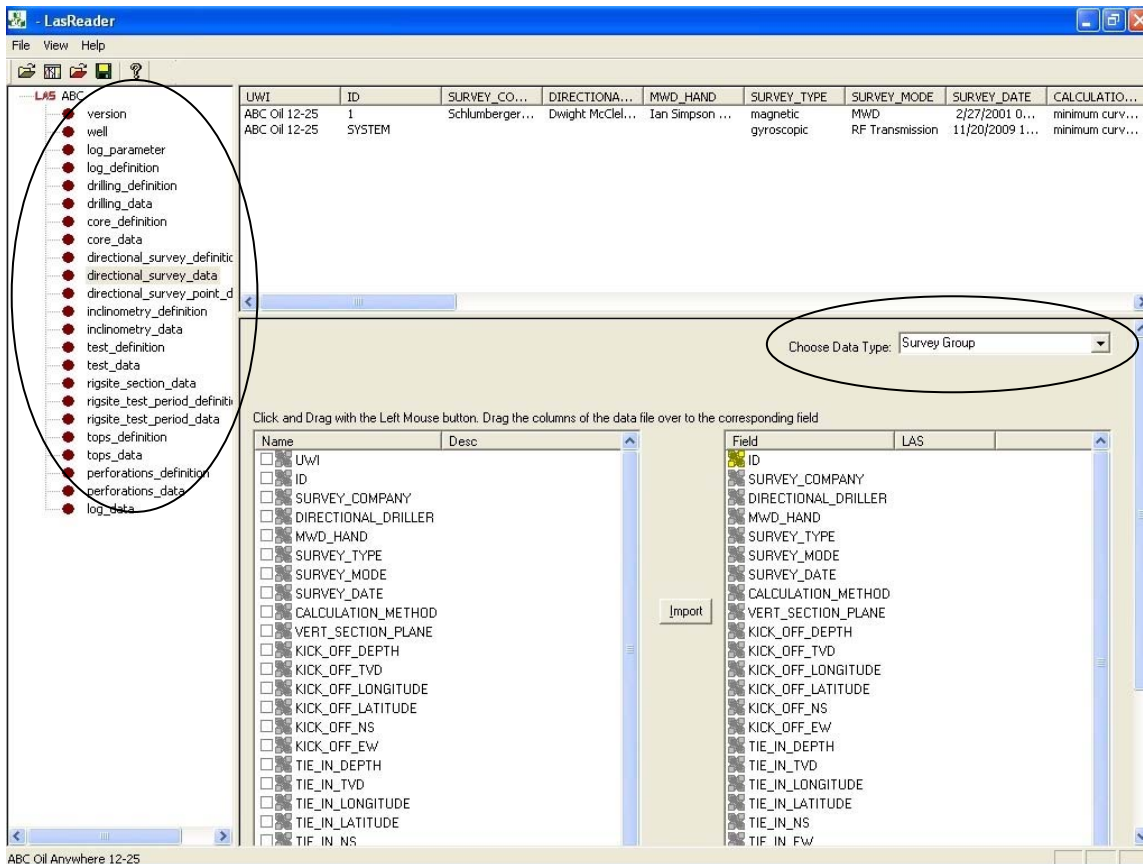 - LasReader
File View Help
LAS ABC
version
well
log_parameter
log_definition
drilling_definition
drilling_data
core_definition
core_data
directional_survey_definitic
directional_survey_data
directional_survey_point_d
inclinometry_definition
inclinometry_data
test_definition
test_data
rigsite_section_data
rigsite_test_period_definiti
rigsite_test_period_data
tops_definition
tops_data
perforations_definition
perforations_data
log_data
UWI ID SURVEY_CO... DIRECTIONA... MWD_HAND SURVEY_TYPE SURVEY_MODE SURVEY_DATE CALCULATIO...
ABC Oil 12-25 1 Schlumberger... Dwight McClel... Ian Simpson ... magnetic MWD 2/27/2001 0... minimum curv...
ABC Oil 12-25 SYSTEM gyroscopic RF Transmission 11/20/2009 1... minimum curv...
Choose Data Type: Survey Group
Click and Drag with the Left Mouse button. Drag the columns of the data file over to the corresponding field
Name Desc
UWI
ID
SURVEY_COMPANY
DIRECTIONAL_DRILLER
MWD_HAND
SURVEY_TYPE
SURVEY_MODE
SURVEY_DATE
CALCULATION_METHOD
VERT_SECTION_PLANE
KICK_OFF_DEPTH
KICK_OFF_TVD
KICK_OFF_LONGITUDE
KICK_OFF_LATITUDE
KICK_OFF_NS
KICK_OFF_EW
TIE_IN_DEPTH
TIE_IN_TVD
TIE_IN_LONGITUDE
TIE_IN_LATITUDE
TIE_IN_NS
Import
Field LAS
ID
SURVEY_COMPANY
DIRECTIONAL_DRILLER
MWD_HAND
SURVEY_TYPE
SURVEY_MODE
SURVEY_DATE
CALCULATION_METHOD
VERT_SECTION_PLANE
KICK_OFF_DEPTH
KICK_OFF_TVD
KICK_OFF_LONGITUDE
KICK_OFF_LATITUDE
KICK_OFF_NS
KICK_OFF_EW
TIE_IN_DEPTH
TIE_IN_TVD
TIE_IN_LONGITUDE
TIE_IN_LATITUDE
TIE_IN_NS
TIE_IN_EW
ABC Oil Anywhere 12-25